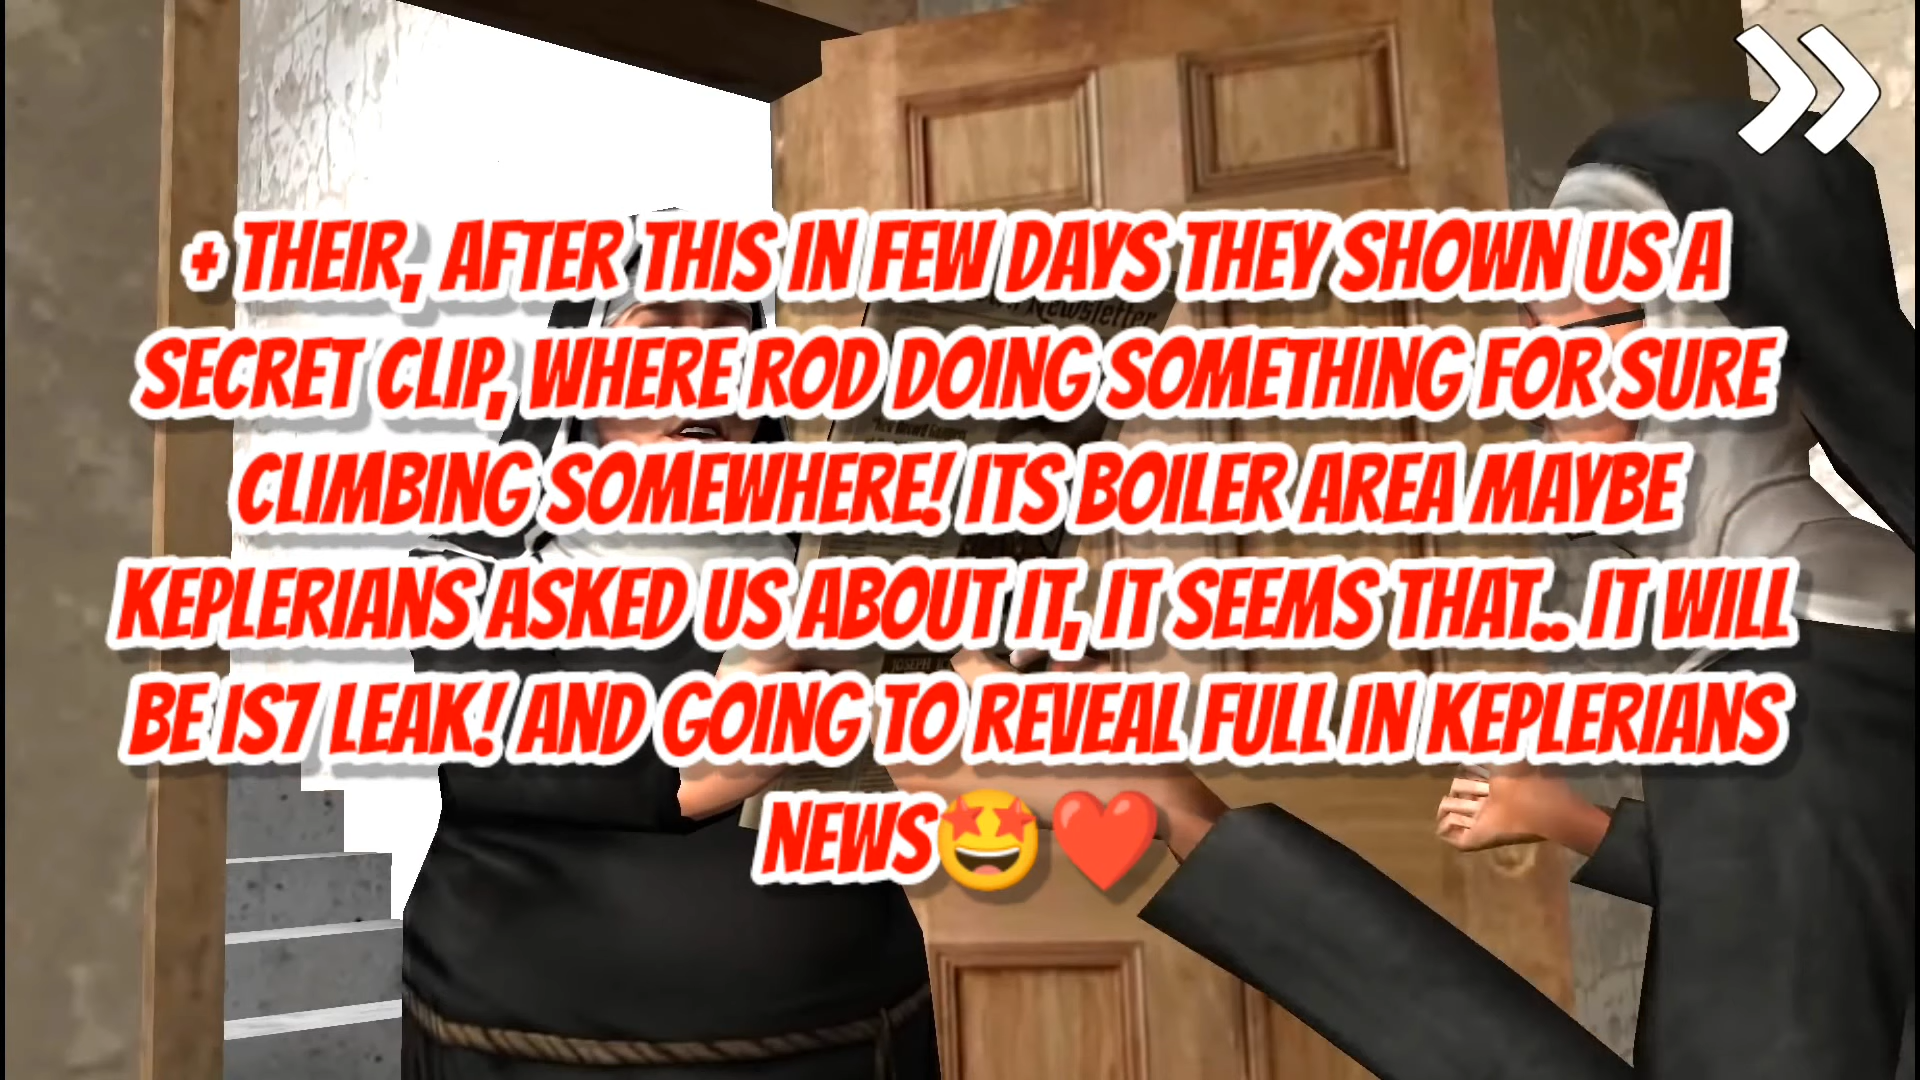 + THEIR, AFTER THIS IN FEW DAYS THEY SHOWN US A
SECRET CLIP, WHERE ROD DOING SOMETHING FOR SURE
CLIMBING SOMEWHERE! ITS BOILER AREA MAYBE
KEPLERIANS ASKED US ABOUT IT, IT SEEMS THAT.. IT WILL
BE IS7 LEAK! AND GOING TO REVEAL FULL IN KEPLERIANS
NEWS🤩❤️
Newsletter
JOSEPH